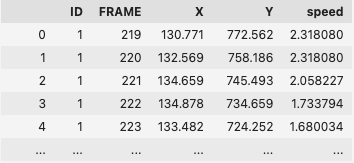 ID FRAME X Y speed
0 1 219 130.771 772.562 2.318080
1 1 220 132.569 758.186 2.318080
2 1 221 134.659 745.493 2.058227
3 1 222 134.878 734.659 1.733794
4 1 223 133.482 724.252 1.680034
... ... ... ... ... ...